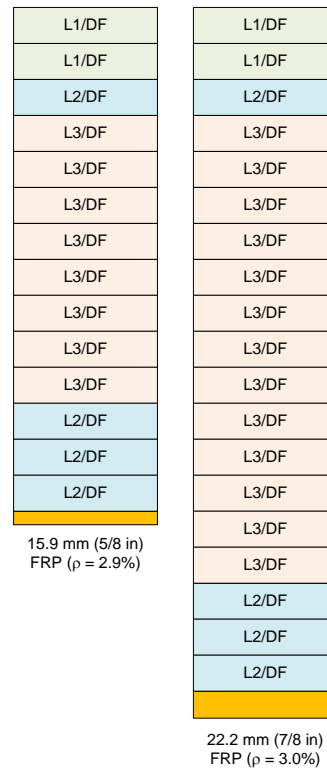 L1/DF
L1/DF
L2/DF
L3/DF
L3/DF
L3/DF
L3/DF
L3/DF
L3/DF
L3/DF
L3/DF
L2/DF
L2/DF
L2/DF
15.9 mm (5/8 in)
FRP (ρ = 2.9%)
L1/DF
L1/DF
L2/DF
L3/DF
L3/DF
L3/DF
L3/DF
L3/DF
L3/DF
L3/DF
L3/DF
L3/DF
L3/DF
L3/DF
L3/DF
L3/DF
L2/DF
L2/DF
L2/DF
22.2 mm (7/8 in)
FRP (ρ = 3.0%)